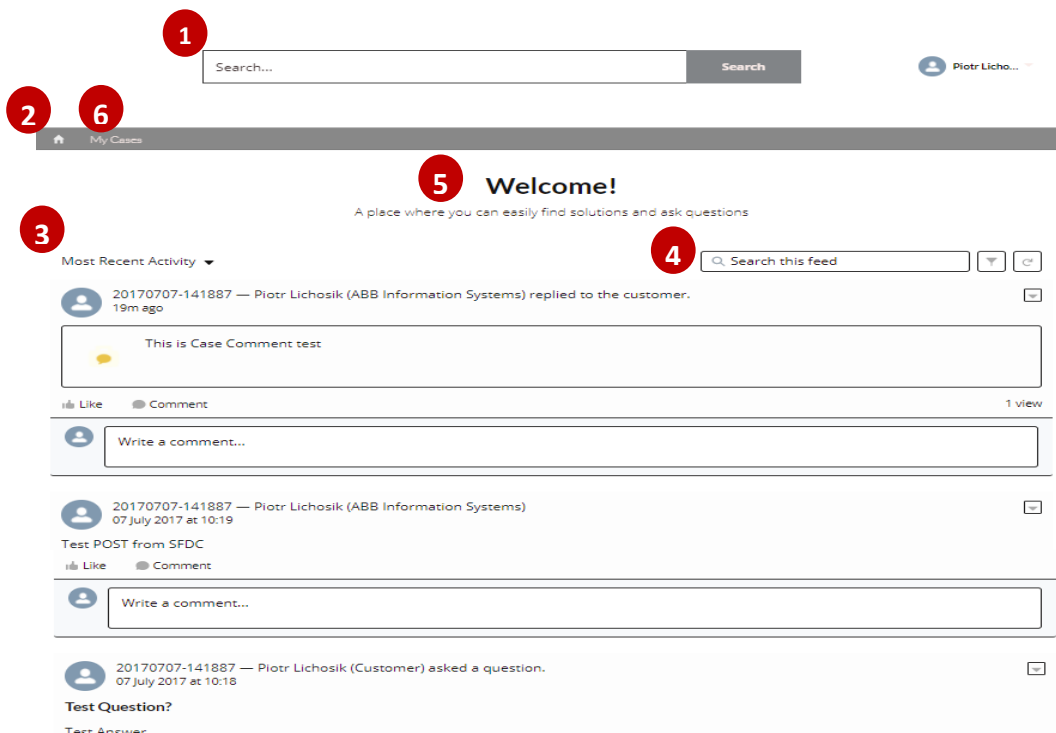 1
Search...
Search
Piotr Licho...
2
6
My Cases
5
Welcome!
A place where you can easily find solutions and ask questions
3
4
Most Recent Activity
Search this feed
20170707-141887 — Piotr Lichosik (ABB Information Systems) replied to the customer.
19m ago
This is Case Comment test
Like
Comment
1 view
Write a comment...
20170707-141887 — Piotr Lichosik (ABB Information Systems)
07 July 2017 at 10:19
Test POST from SFDC
Like
Comment
Write a comment...
20170707-141887 — Piotr Lichosik (Customer) asked a question.
07 July 2017 at 10:18
Test Question?
Test Answer